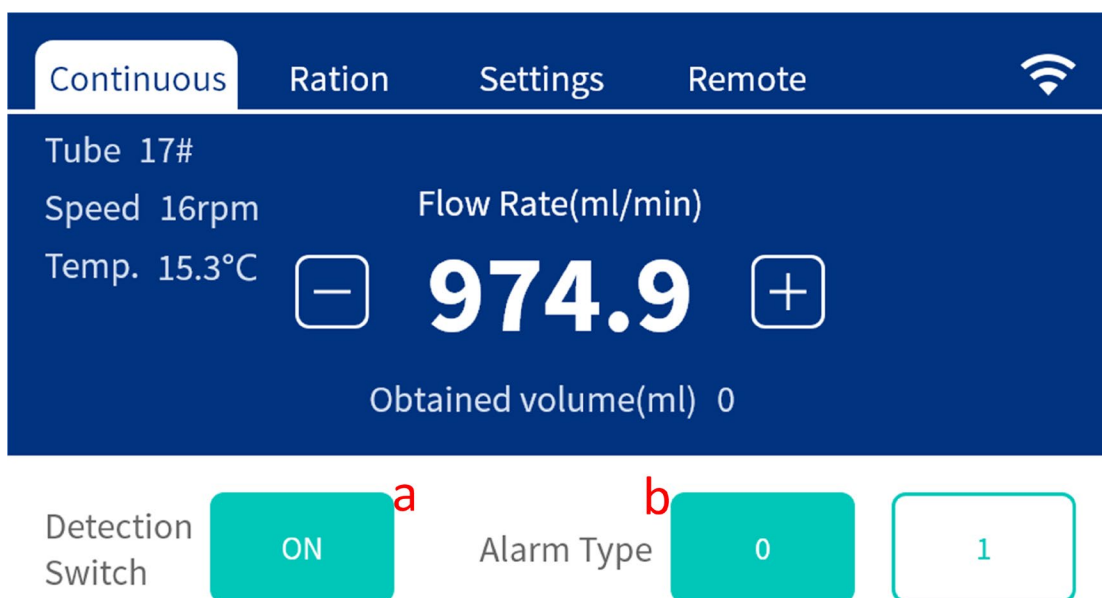 Continuous Ration Settings Remote
Tube 17#
Speed 16rpm
Temp. 15.3°C
Flow Rate(ml/min)
974.9
Obtained volume(ml) 0
a
b
Detection
Switch
ON
Alarm Type
0
1